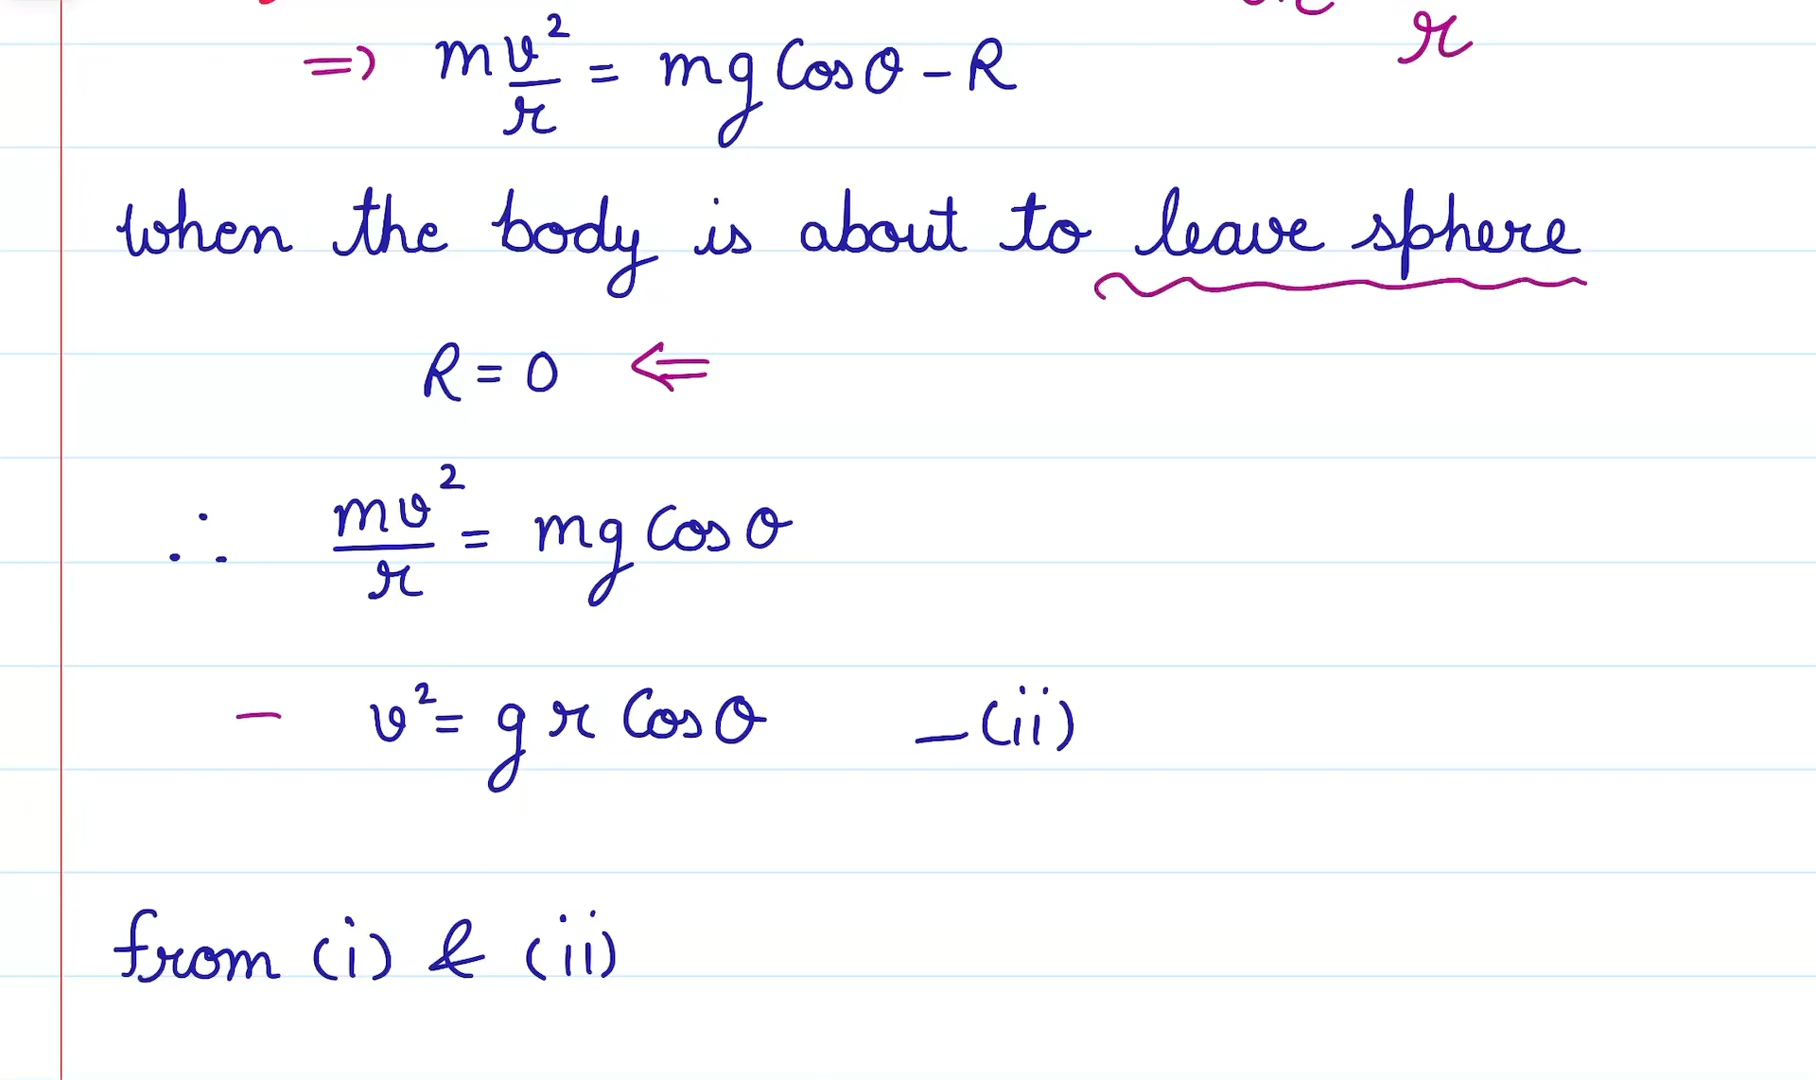 r
⇒ mv²/r = mg Cosθ - R
when the body is about to leave sphere
R = 0 ⇐
∴ mv²/r = mg Cosθ
- v² = g r Cosθ - (ii)
from (i) & (ii)